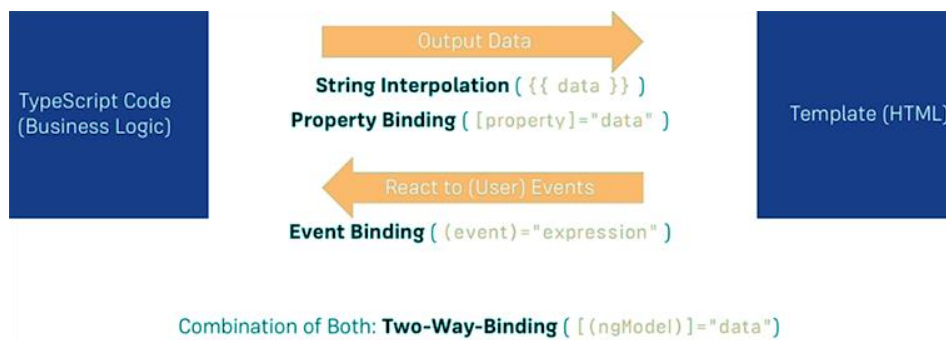 TypeScript Code
(Business Logic)
Output Data
String Interpolation ( {{ data }} )
Property Binding ( [property]="data" )
React to (User) Events
Event Binding ( (event)="expression" )
Template (HTML)
Combination of Both: Two-Way-Binding ( [(ngModel)]="data")